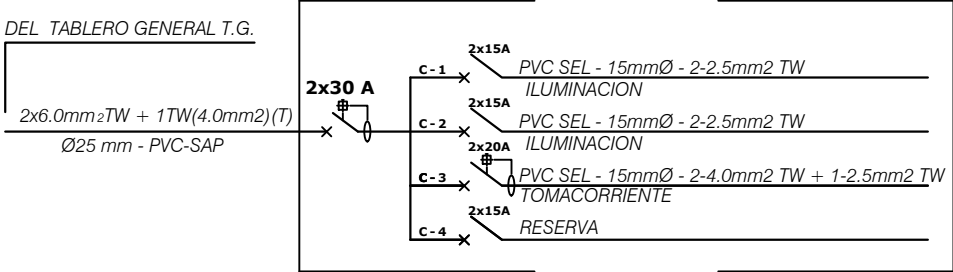 DEL TABLERO GENERAL T.G.
2x6.0mm2TW + 1TW(4.0mm2)(T)
Ø25 mm - PVC-SAP
2x30 A
C-1
2x15A
PVC SEL - 15mmØ - 2-2.5mm2 TW
ILUMINACION
C-2
2x15A
PVC SEL - 15mmØ - 2-2.5mm2 TW
ILUMINACION
C-3
2x20A
PVC SEL - 15mmØ - 2-4.0mm2 TW + 1-2.5mm2 TW
TOMACORRIENTE
C-4
2x15A
RESERVA